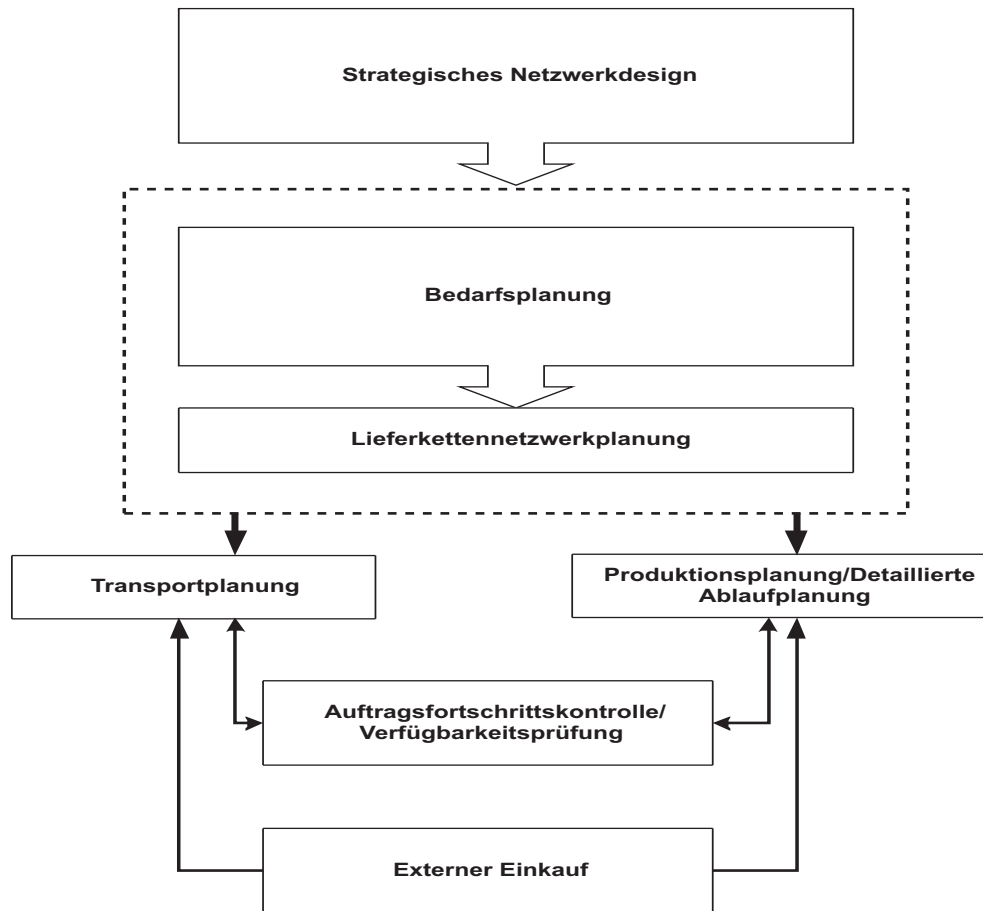 Strategisches Netzwerkdesign
Bedarfsplanung
Lieferkettennetzwerkplanung
Transportplanung
Produktionsplanung/Detaillierte
Ablaufplanung
Auftragsfortschrittskontrolle/
Verfügbarkeitsprüfung
Externer Einkauf